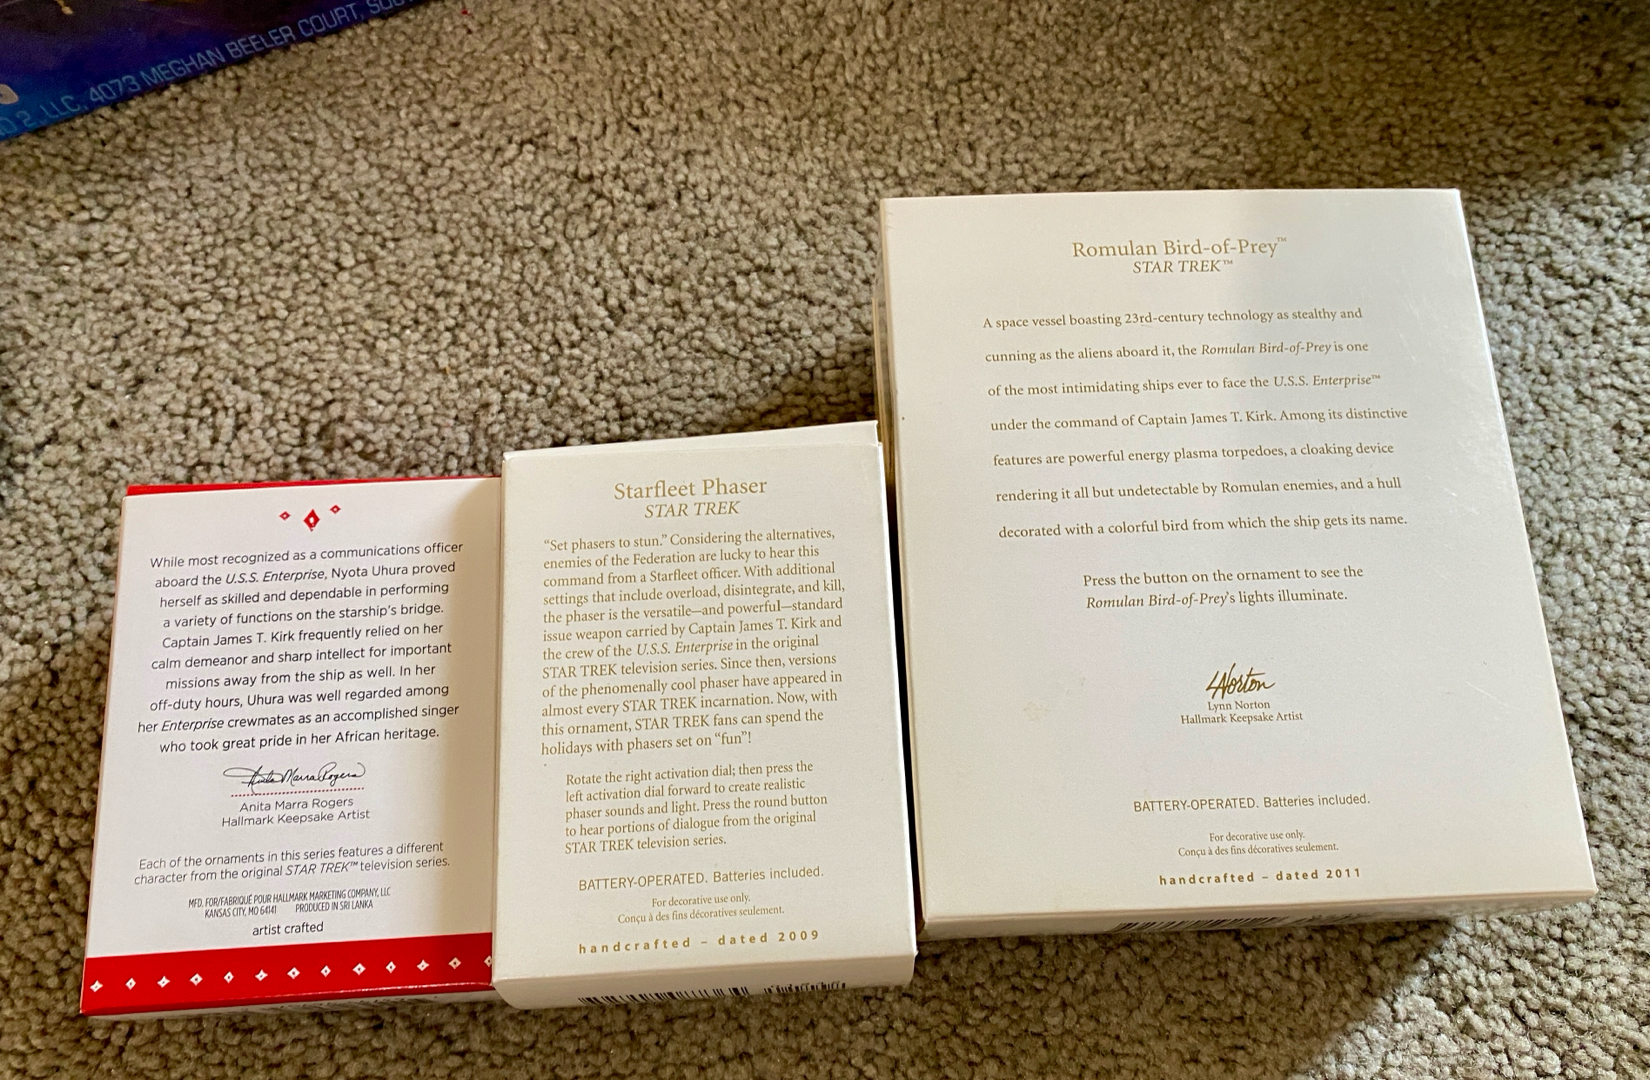 2, LLC, 4073 MEGHAN BEELER COURT,
While most recognized as a communications officer
aboard the U.S.S. Enterprise, Nyota Uhura proved
herself as skilled and dependable in performing
a variety of functions on the starship's bridge.
Captain James T. Kirk frequently relied on her
calm demeanor and sharp intellect for important
missions away from the ship as well. In her
off-duty hours, Uhura was well regarded among
her Enterprise crewmates as an accomplished singer
who took great pride in her African heritage.
Anita Marra Rogers
Anita Marra Rogers
Hallmark Keepsake Artist
Each of the ornaments in this series features a different
character from the original STAR TREK™ television series.
MFD. FOR/FABRIQUÉ POUR HALLMARK MARKETING COMPANY, LLC
KANSAS CITY, MO 64141 PRODUCED IN SRI LANKA
artist crafted
Starfleet Phaser
STAR TREK
“Set phasers to stun.” Considering the alternatives,
enemies of the Federation are lucky to hear this
command from a Starfleet officer. With additional
settings that include overload, disintegrate, and kill,
the phaser is the versatile—and powerful—standard
issue weapon carried by Captain James T. Kirk and
the crew of the U.S.S. Enterprise in the original
STAR TREK television series. Since then, versions
of the phenomenally cool phaser have appeared in
almost every STAR TREK incarnation. Now, with
this ornament, STAR TREK fans can spend the
holidays with phasers set on “fun”!
Rotate the right activation dial; then press the
left activation dial forward to create realistic
phaser sounds and light. Press the round button
to hear portions of dialogue from the original
STAR TREK television series.
BATTERY-OPERATED. Batteries included.
For decorative use only.
Conçu à des fins décoratives seulement.
handcrafted – dated 2009
Romulan Bird-of-Prey™
STAR TREK™
A space vessel boasting 23rd-century technology as stealthy and
cunning as the aliens aboard it, the Romulan Bird-of-Prey is one
of the most intimidating ships ever to face the U.S.S. Enterprise™
under the command of Captain James T. Kirk. Among its distinctive
features are powerful energy plasma torpedoes, a cloaking device
rendering it all but undetectable by Romulan enemies, and a hull
decorated with a colorful bird from which the ship gets its name.
Press the button on the ornament to see the
Romulan Bird-of-Prey's lights illuminate.
LNorton
Lynn Norton
Hallmark Keepsake Artist
BATTERY-OPERATED. Batteries included.
For decorative use only.
Conçu à des fins décoratives seulement.
handcrafted – dated 2011